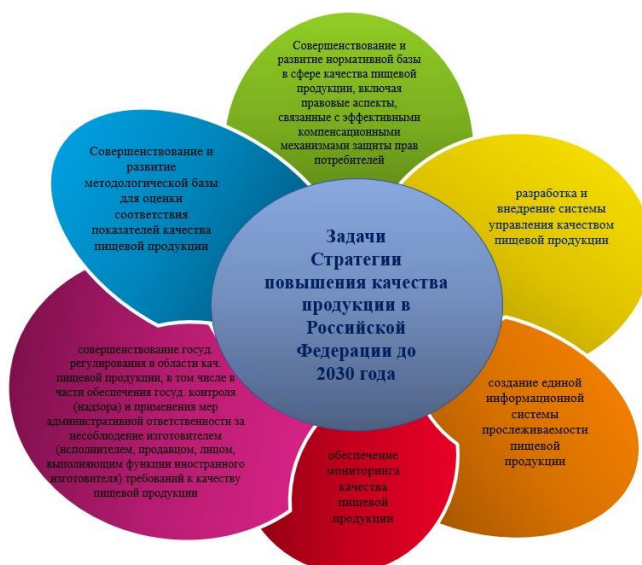 Совершенствование и
развитие нормативной базы
в сфере качества пищевой
продукции, включая
правовые аспекты,
связанные с эффективными
компенсационными
механизмами защиты прав
потребителей
разработка и
внедрение системы
управления качеством
пищевой продукции
создание единой
информационной
системы
прослеживаемости
пищевой
продукции
обеспечение
мониторинга
качества
пищевой
продукции
совершенствование госуд.
регулирования в области кач.
пищевой продукции, в том числе в
части обеспечения госуд. контроля
(надзора) и применения мер
административной ответственности за
несоблюдение изготовителем
(исполнителем, продавцом, лицом,
выполняющим функции иностранного
изготовителя) требований к качеству
пищевой продукции
Совершенствование и
развитие
методологической базы
для оценки
соответствия
показателей качества
пищевой продукции
Задачи
Стратегии
повышения качества
продукции в
Российской
Федерации до
2030 года